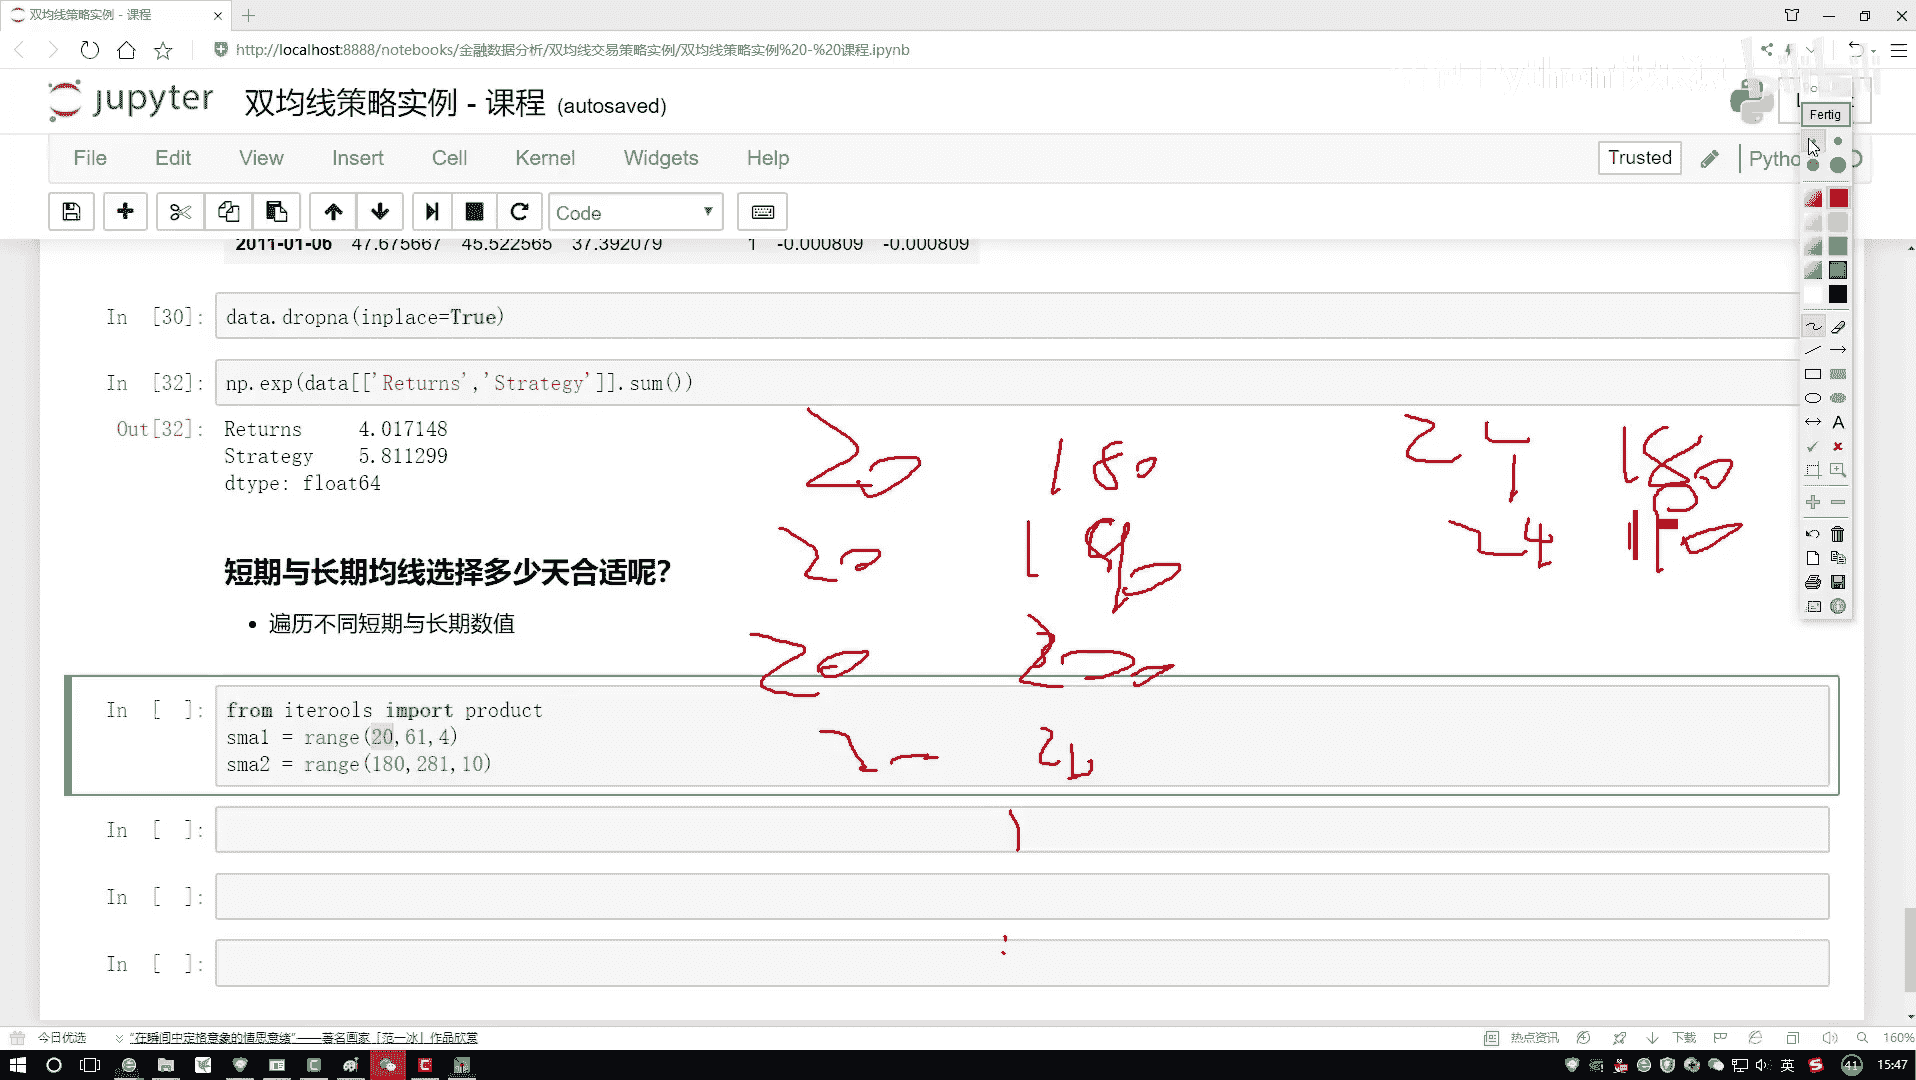 双均线策略实例 - 课程
http://localhost:8888/notebooks/金融数据分析/双均线交易策略实例/双均线策略实例%20-%20课程.ipynb
jupyter 双均线策略实例 - 课程 (autosaved)
Fertig
File Edit View Insert Cell Kernel Widgets Help
Trusted
Pytho
Code
2011-01-06 47.675667 45.522565 37.392079 1 -0.000809 -0.000809
In [30]: data.dropna(inplace=True)
In [32]: np.exp(data[['Returns','Strategy']].sum())
Out[32]: Returns 4.017148
Strategy 5.811299
dtype: float64
20 180 24 180
20 190 24
短期与长期均线选择多少天合适呢?
• 遍历不同短期与长期数值
20 200
In [ ]: from iterools import product
sma1 = range(20,61,4)
sma2 = range(180,281,10)
In [ ]:
In [ ]:
In [ ]:
今日优选 “在瞬间中定格意象的情思意绪”——著名画家「范一冰」作品欣赏 热点资讯 下载 160%
英 41 15:47